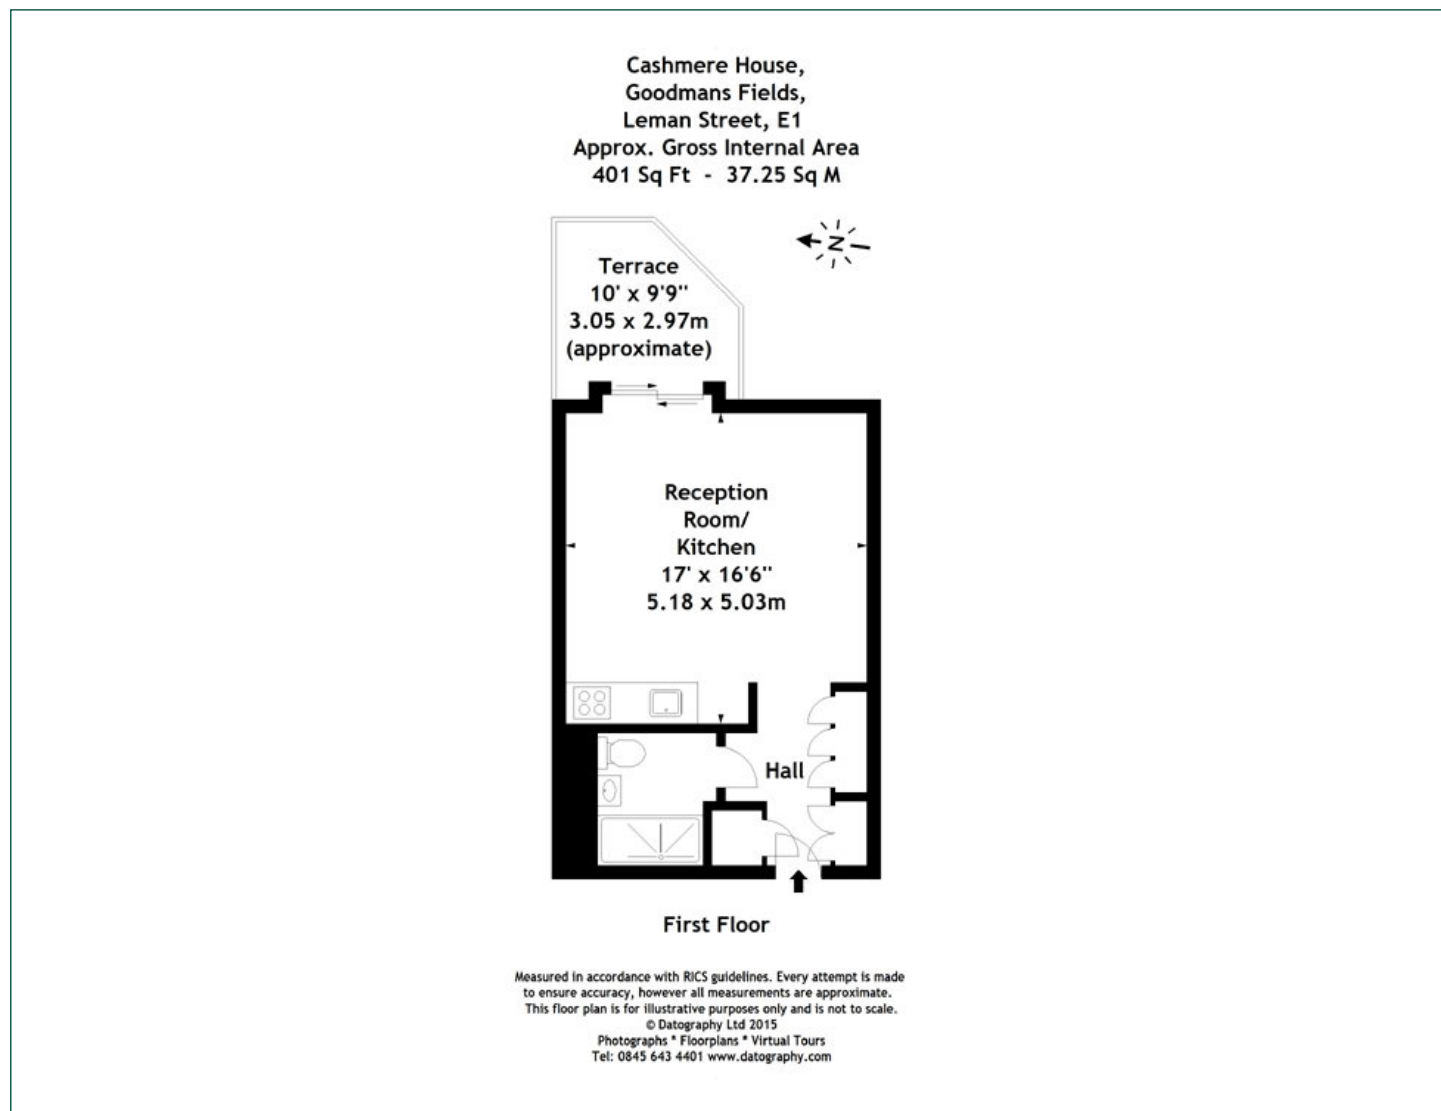 Cashmere House,
Goodmans Fields,
Leman Street, E1
Approx. Gross Internal Area
401 Sq Ft - 37.25 Sq M
N
Terrace
10' x 9'9''
3.05 x 2.97m
(approximate)
Reception
Room/
Kitchen
17' x 16'6''
5.18 x 5.03m
Hall
First Floor
Measured in accordance with RICS guidelines. Every attempt is made
to ensure accuracy, however all measurements are approximate.
This floor plan is for illustrative purposes only and is not to scale.
© Datography Ltd 2015
Photographs * Floorplans * Virtual Tours
Tel: 0845 643 4401 www.datography.com